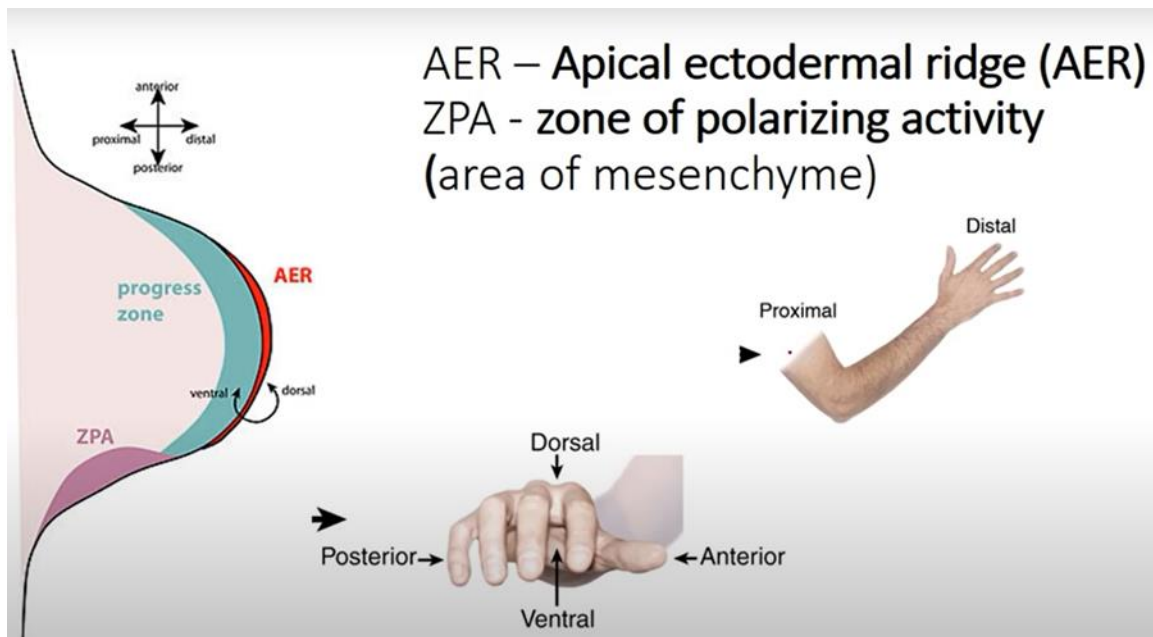 AER – Apical ectodermal ridge (AER)
ZPA - zone of polarizing activity
(area of mesenchyme)
anterior
proximal distal
posterior
progress
zone
AER
ventral
dorsal
ZPA
Distal
Proximal
Dorsal
Posterior
Anterior
Ventral